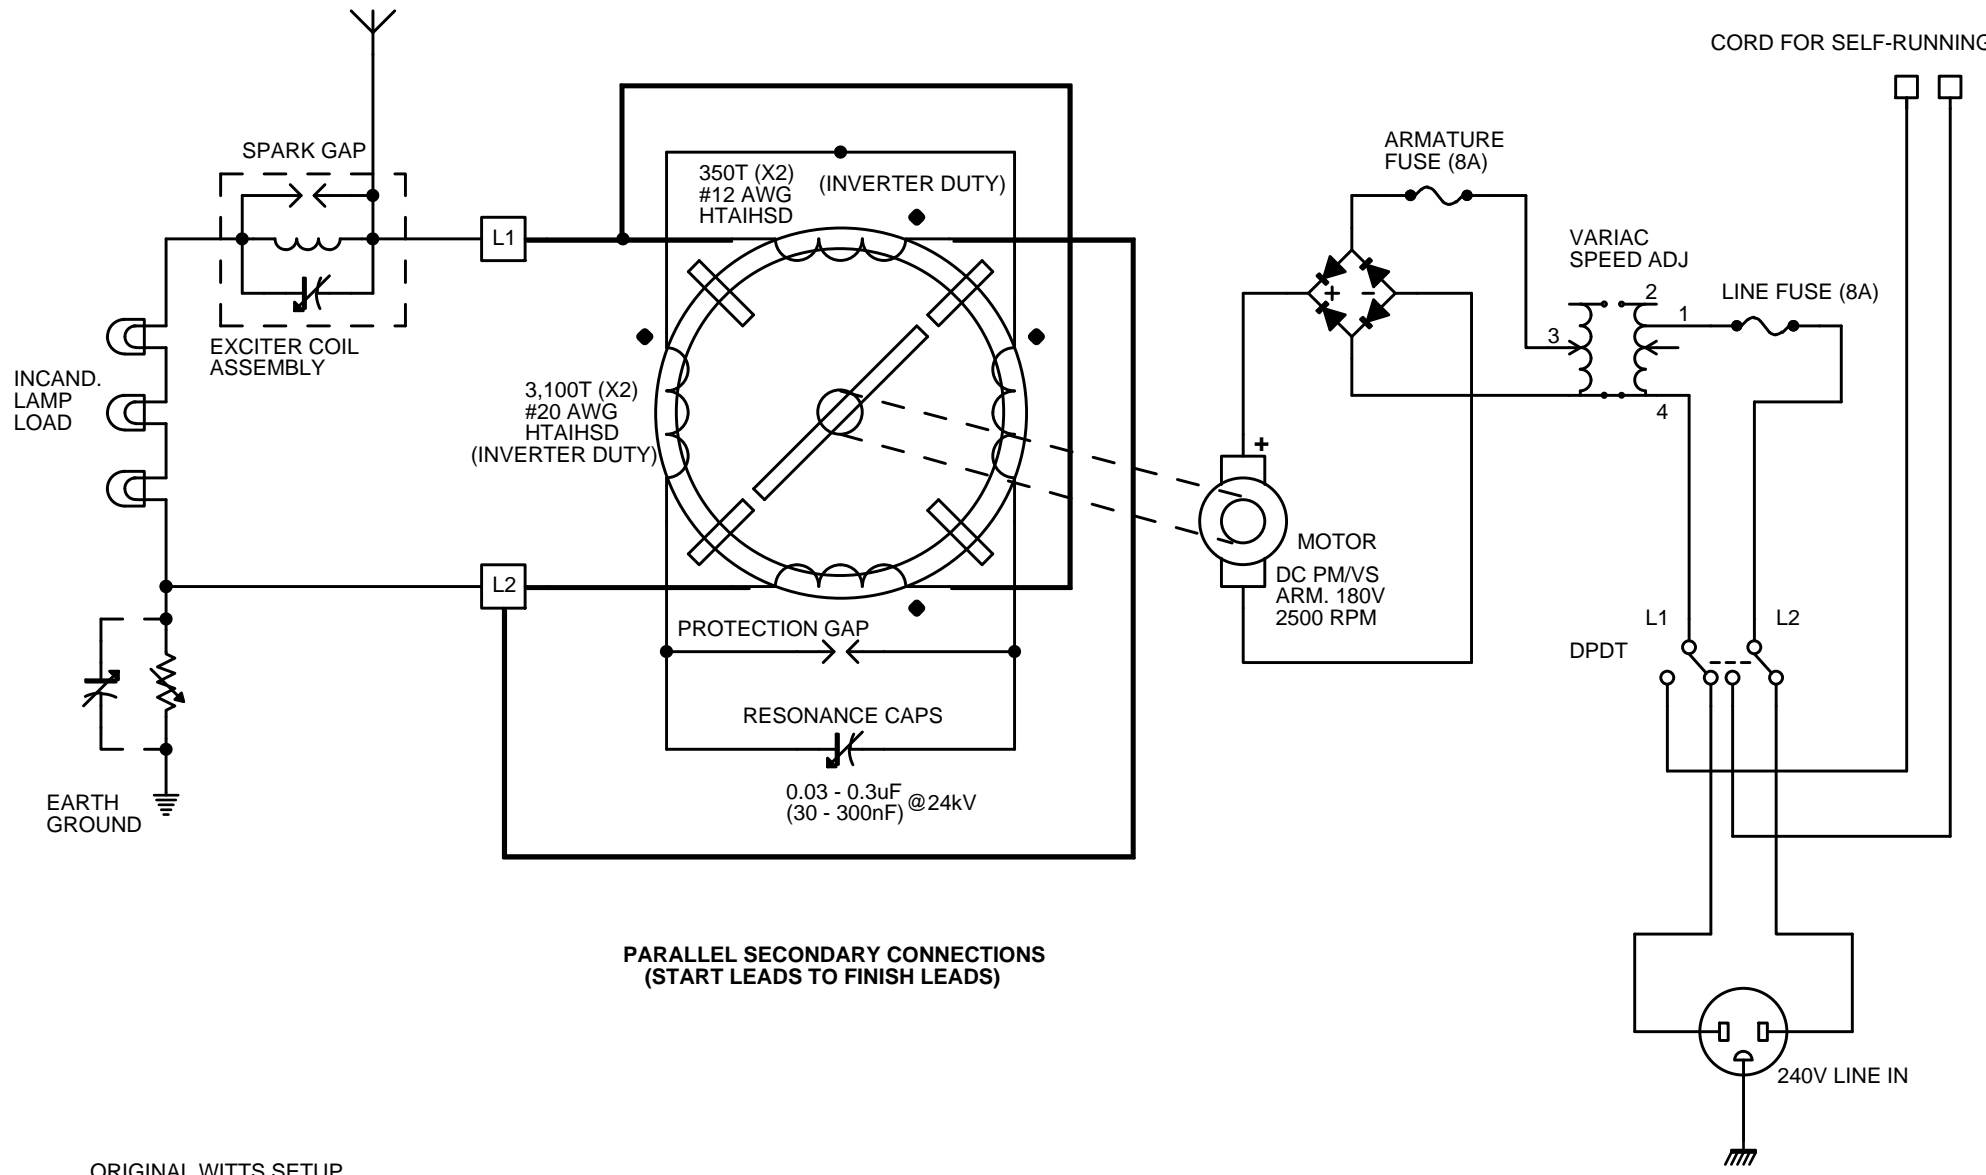 CORD FOR SELF-RUNNING
SPARK GAP
350T (X2)
#12 AWG
HTAIHSD
(INVERTER DUTY)
ARMATURE
FUSE (8A)
L1
VARIAC
SPEED ADJ
2
1
LINE FUSE (8A)
3
4
+
-
EXCITER COIL
ASSEMBLY
INCAND.
LAMP
LOAD
3,100T (X2)
#20 AWG
HTAIHSD
(INVERTER DUTY)
+
MOTOR
DC PM/VS
ARM. 180V
2500 RPM
L2
PROTECTION GAP
L1
L2
DPDT
RESONANCE CAPS
0.03 - 0.3uF
(30 - 300nF)
@24kV
EARTH
GROUND
PARALLEL SECONDARY CONNECTIONS
(START LEADS TO FINISH LEADS)
240V LINE IN
ORIGINAL WITTS SETUP